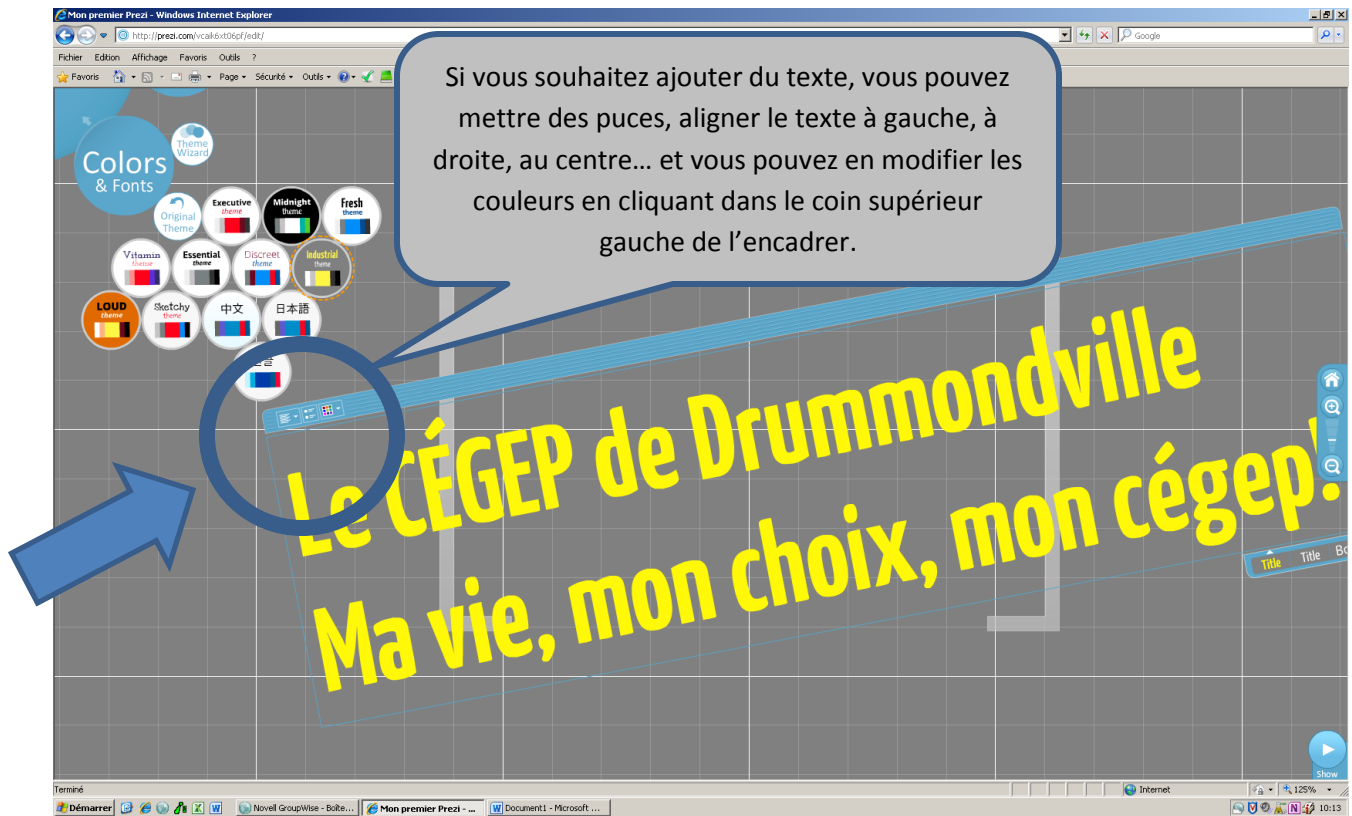 Mon premier Prezi - Windows Internet Explorer
http://prezi.com/vcaik6xt06pf/edit/
Google
Fichier Edition Affichage Favoris Outils ?
Favoris Page Sécurité Outils
Si vous souhaitez ajouter du texte, vous pouvez
mettre des puces, aligner le texte à gauche, à
droite, au centre… et vous pouvez en modifier les
couleurs en cliquant dans le coin supérieur
gauche de l’encadrer.
Colors
& Fonts
Theme
Wizard
Original
Theme
Executive
theme
Midnight
theme
Fresh
theme
Vitamin
theme
Essential
theme
Discreet
theme
Industrial
theme
LOUD
theme
Sketchy
theme
中文
日本語
Le CÉGEP de Drummondville
Ma vie, mon choix, mon cégep!
Title Title
Show
Terminé
Internet
125%
Démarrer
Novell GroupWise - Boîte...
Mon premier Prezi - ...
Document1 - Microsoft ...
10:13